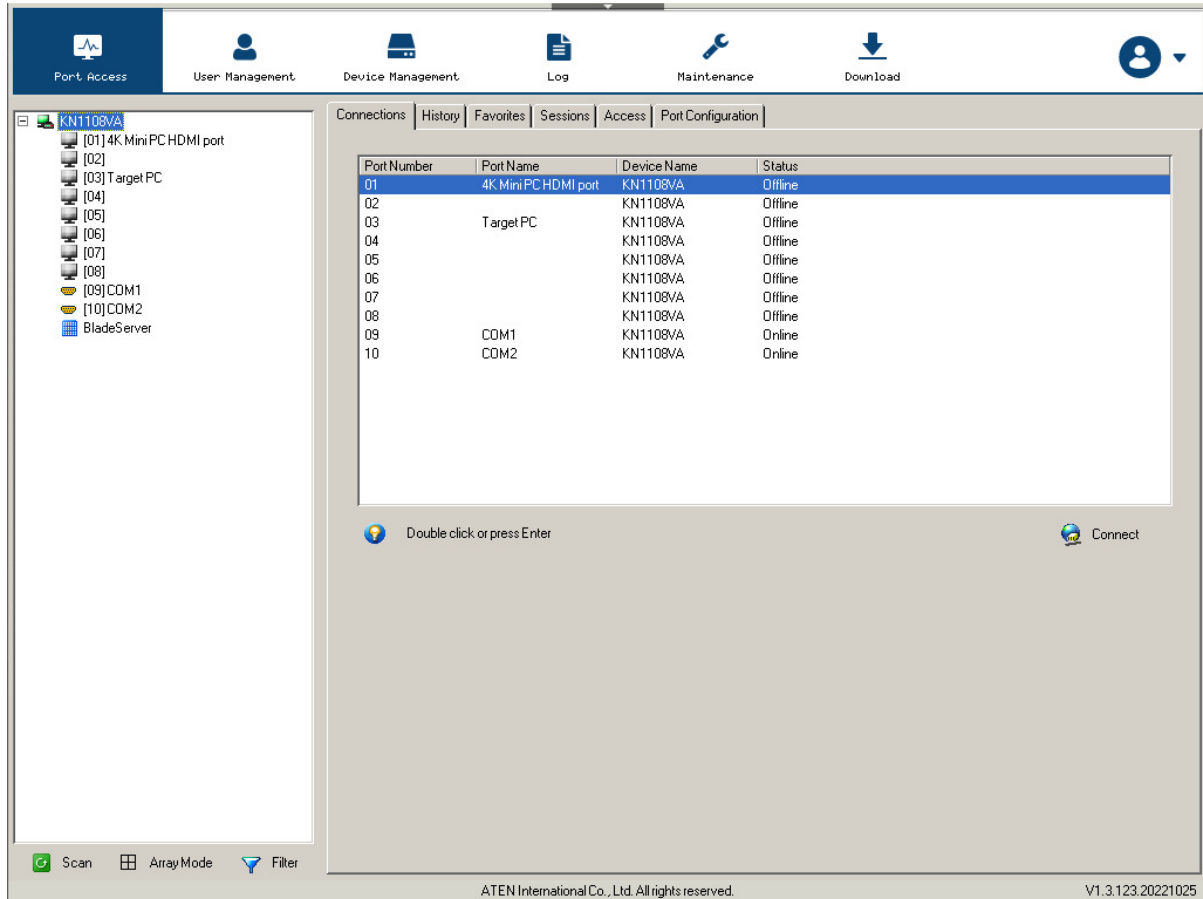 Port Access User Management Device Management Log Maintenance Download
KN1108VA
[01]4K Mini PC HDMI port
[02]
[03]Target PC
[04]
[05]
[06]
[07]
[08]
[09]COM1
[10]COM2
BladeServer
Scan Array Mode Filter
Connections History Favorites Sessions Access Port Configuration
Port Number Port Name Device Name Status
01 4K Mini PC HDMI port KN1108VA Offline
02 KN1108VA Offline
03 Target PC KN1108VA Offline
04 KN1108VA Offline
05 KN1108VA Offline
06 KN1108VA Offline
07 KN1108VA Offline
08 KN1108VA Offline
09 COM1 KN1108VA Online
10 COM2 KN1108VA Online
Double click or press Enter Connect
ATEN International Co., Ltd. All rights reserved. V1.3.123.20221025